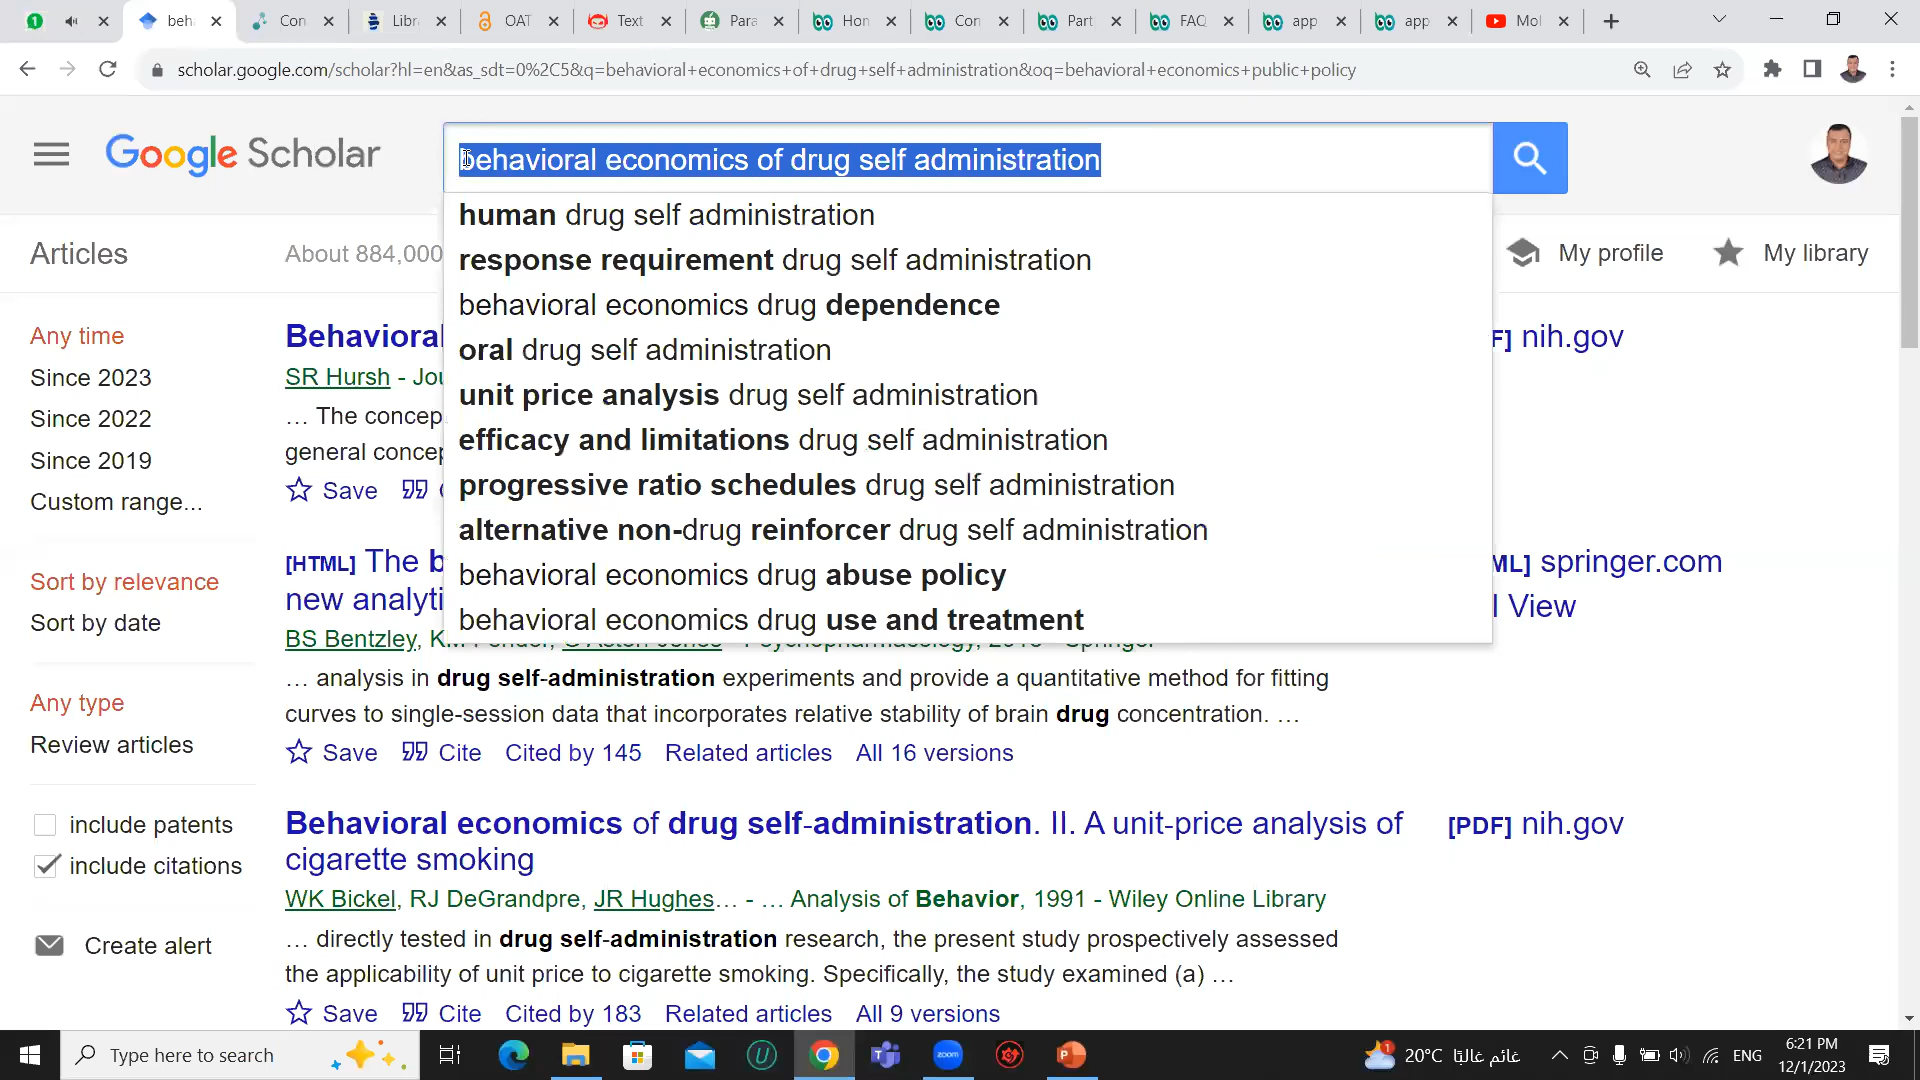 beh
Con
Libr
OAT
Text
Para
Hon
Con
Parti
FAQ
app
app
Mol
scholar.google.com/scholar?hl=en&as_sdt=0%2C5&q=behavioral+economics+of+drug+self+administration&oq=behavioral+economics+public+policy
Google Scholar
behavioral economics of drug self administration
human drug self administration
response requirement drug self administration
behavioral economics drug dependence
oral drug self administration
unit price analysis drug self administration
efficacy and limitations drug self administration
progressive ratio schedules drug self administration
alternative non-drug reinforcer drug self administration
behavioral economics drug abuse policy
behavioral economics drug use and treatment
Articles
About 884,000
My profile
My library
Any time
Since 2023
Since 2022
Since 2019
Custom range...
Sort by relevance
Sort by date
Any type
Review articles
include patents
include citations
Create alert
Behavioral
F] nih.gov
SR Hursh - Jou
… The concep
general concep
Save
[HTML] The b
new analyti
ML] springer.com
l View
BS Bentzley,
… analysis in drug self-administration experiments and provide a quantitative method for fitting
curves to single-session data that incorporates relative stability of brain drug concentration. …
Save Cite Cited by 145 Related articles All 16 versions
Behavioral economics of drug self-administration. II. A unit-price analysis of
cigarette smoking
[PDF] nih.gov
WK Bickel, RJ DeGrandpre, JR Hughes… - … Analysis of Behavior, 1991 - Wiley Online Library
… directly tested in drug self-administration research, the present study prospectively assessed
the applicability of unit price to cigarette smoking. Specifically, the study examined (a) …
Save Cite Cited by 183 Related articles All 9 versions
Type here to search
zoom
1
20°C غائم غالبًا
ENG
6:21 PM
12/1/2023